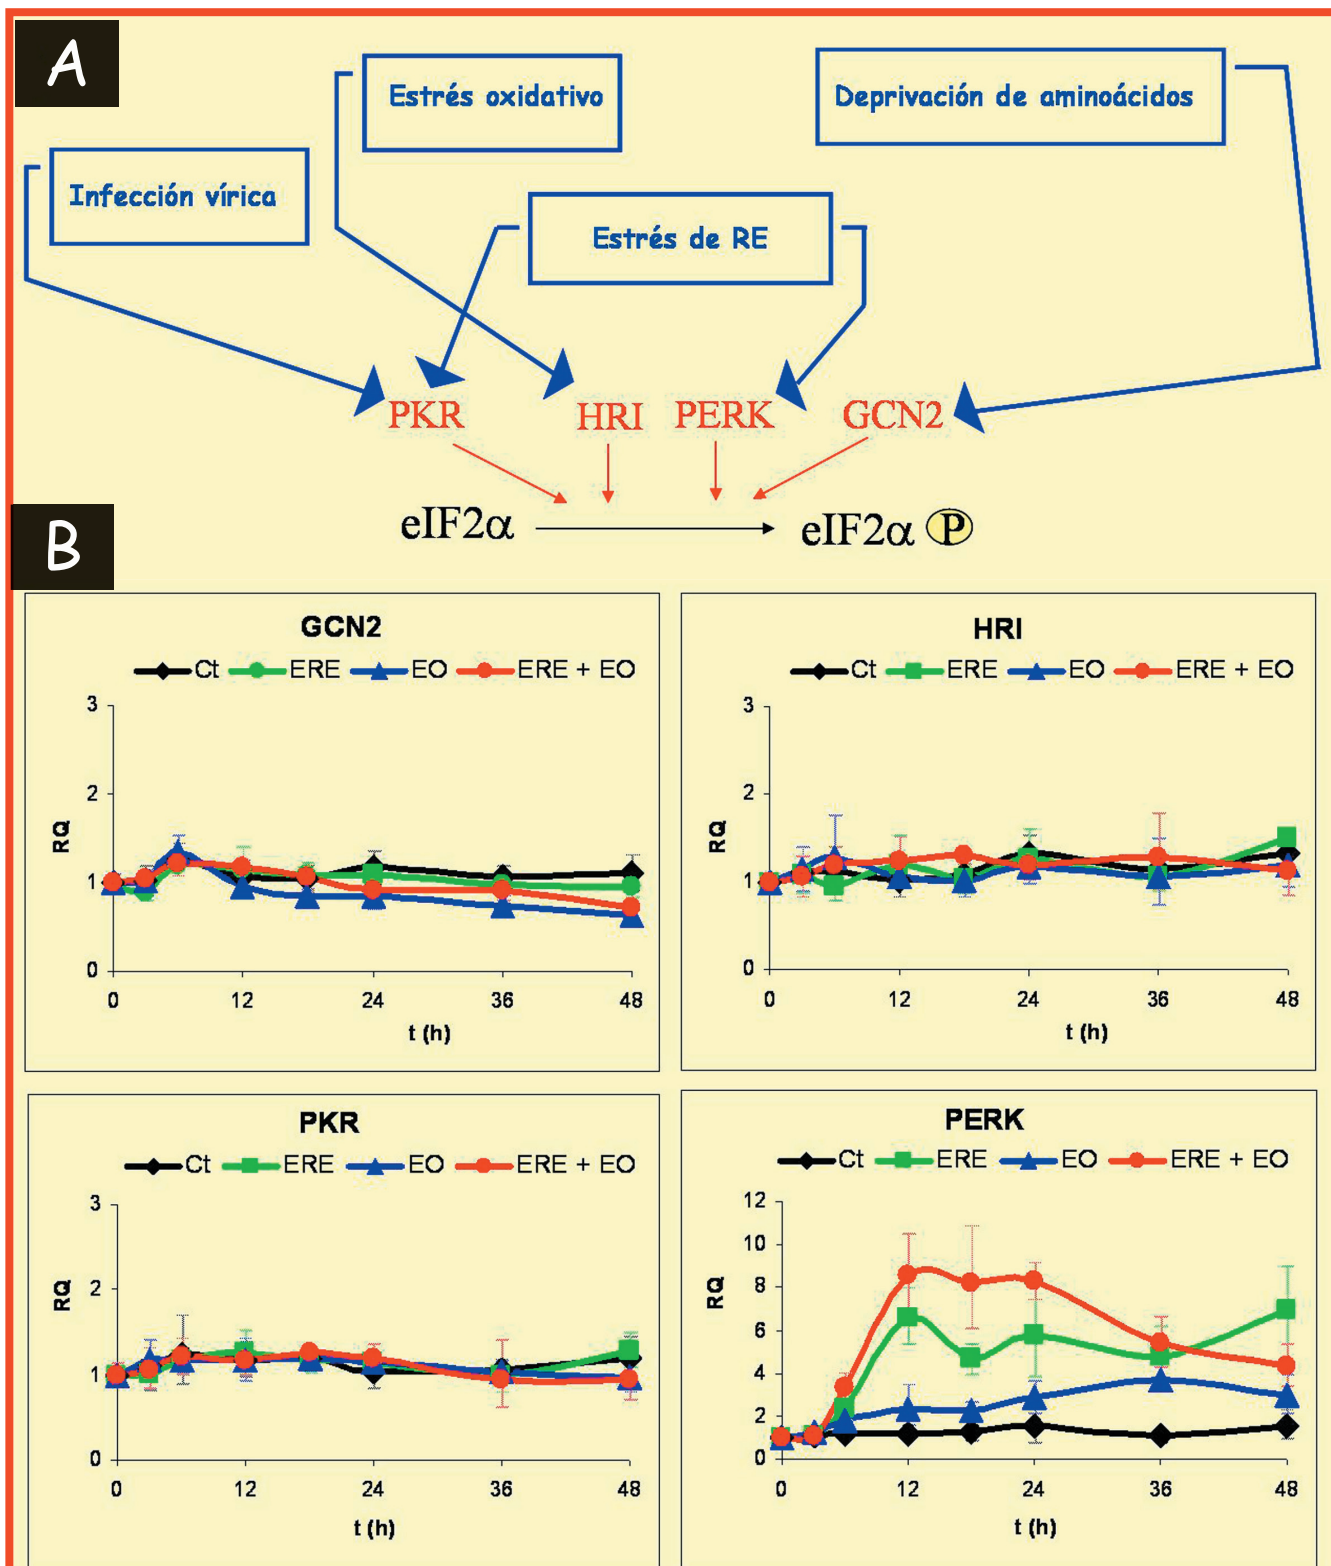 A
Estrés oxidativo
Deprivación de aminoácidos
Infección vírica
Estrés de RE
PKR HRI PERK GCN2
eIF2α eIF2α P
B
GCN2
Ct ERE EO ERE + EO
3
2
1
0
RQ
0 12 24 36 48
t (h)
HRI
Ct ERE EO ERE + EO
3
2
1
0
RQ
0 12 24 36 48
t (h)
PKR
Ct ERE EO ERE + EO
3
2
1
0
RQ
0 12 24 36 48
t (h)
PERK
Ct ERE EO ERE + EO
12
10
8
6
4
2
0
RQ
0 12 24 36 48
t (h)